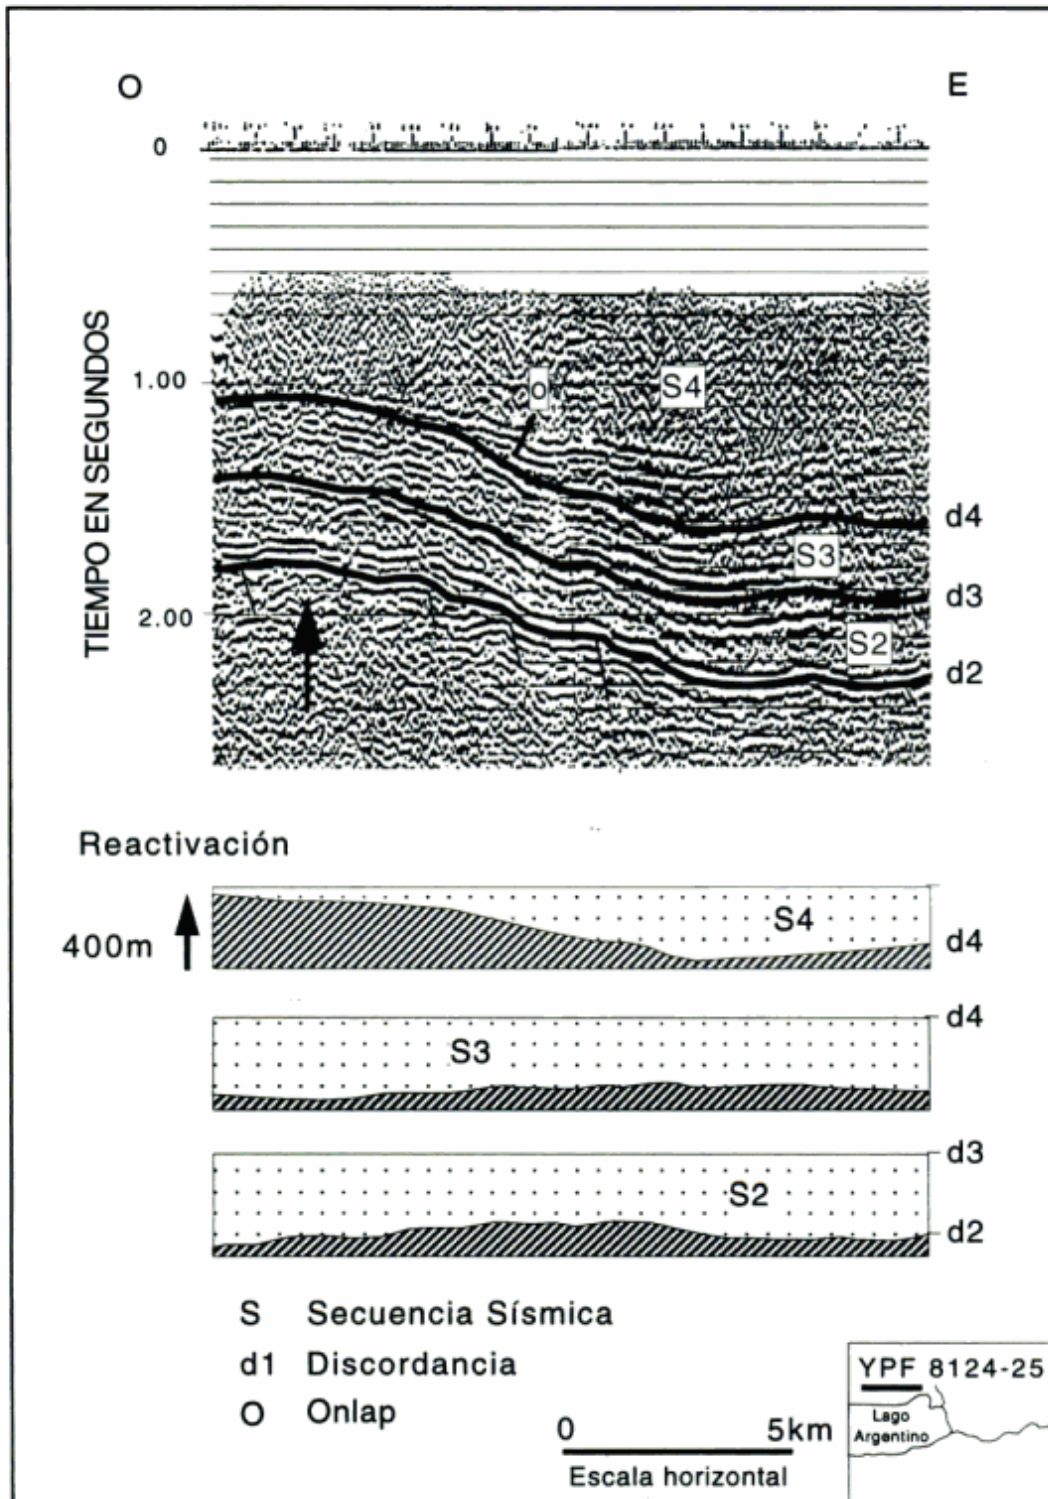 O
E
0
TIEMPO EN SEGUNDOS
1.00
2.00
o
S4
d4
S3
d3
S2
d2
Reactivación
400m
S4
d4
d4
S3
d3
S2
d2
S Secuencia Sísmica
d1 Discordancia
O Onlap
0 5km
Escala horizontal
YPF 8124-25
Lago
Argentino